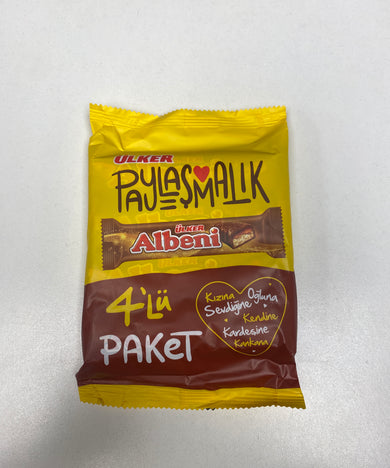 ÜLKER
PAYLAŞMALIK
ÜLKER
Albeni
4'LÜ
PAKET
Kızına Oğluna
Sevdiğine
Kendine
Kardeşine
Kankana